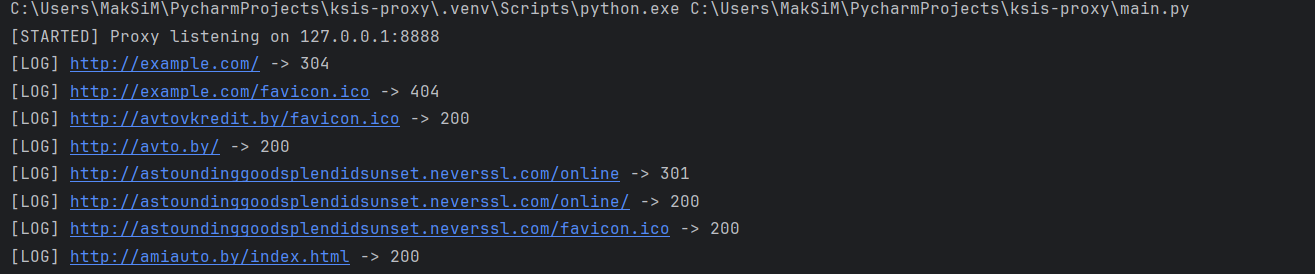 C:\Users\MakSiM\PycharmProjects\ksis-proxy\.venv\Scripts\python.exe C:\Users\MakSiM\PycharmProjects\ksis-proxy\main.py
[STARTED] Proxy listening on 127.0.0.1:8888
[LOG] http://example.com/ -> 304
[LOG] http://example.com/favicon.ico -> 404
[LOG] http://avtovkredit.by/favicon.ico -> 200
[LOG] http://avto.by/ -> 200
[LOG] http://astoundinggoodsplendidsunset.neverssl.com/online -> 301
[LOG] http://astoundinggoodsplendidsunset.neverssl.com/online/ -> 200
[LOG] http://astoundinggoodsplendidsunset.neverssl.com/favicon.ico -> 200
[LOG] http://amiauto.by/index.html -> 200